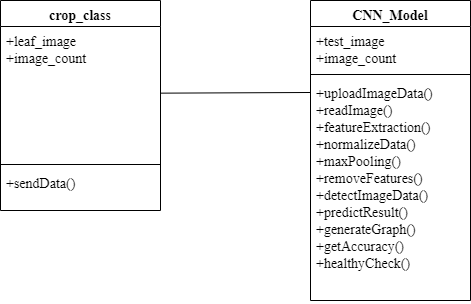 crop_class
+leaf_image
+image_count
+sendData()
CNN_Model
+test_image
+image_count
+uploadImageData()
+readImage()
+featureExtraction()
+normalizeData()
+maxPooling()
+removeFeatures()
+detectImageData()
+predictResult()
+generateGraph()
+getAccuracy()
+healthyCheck()